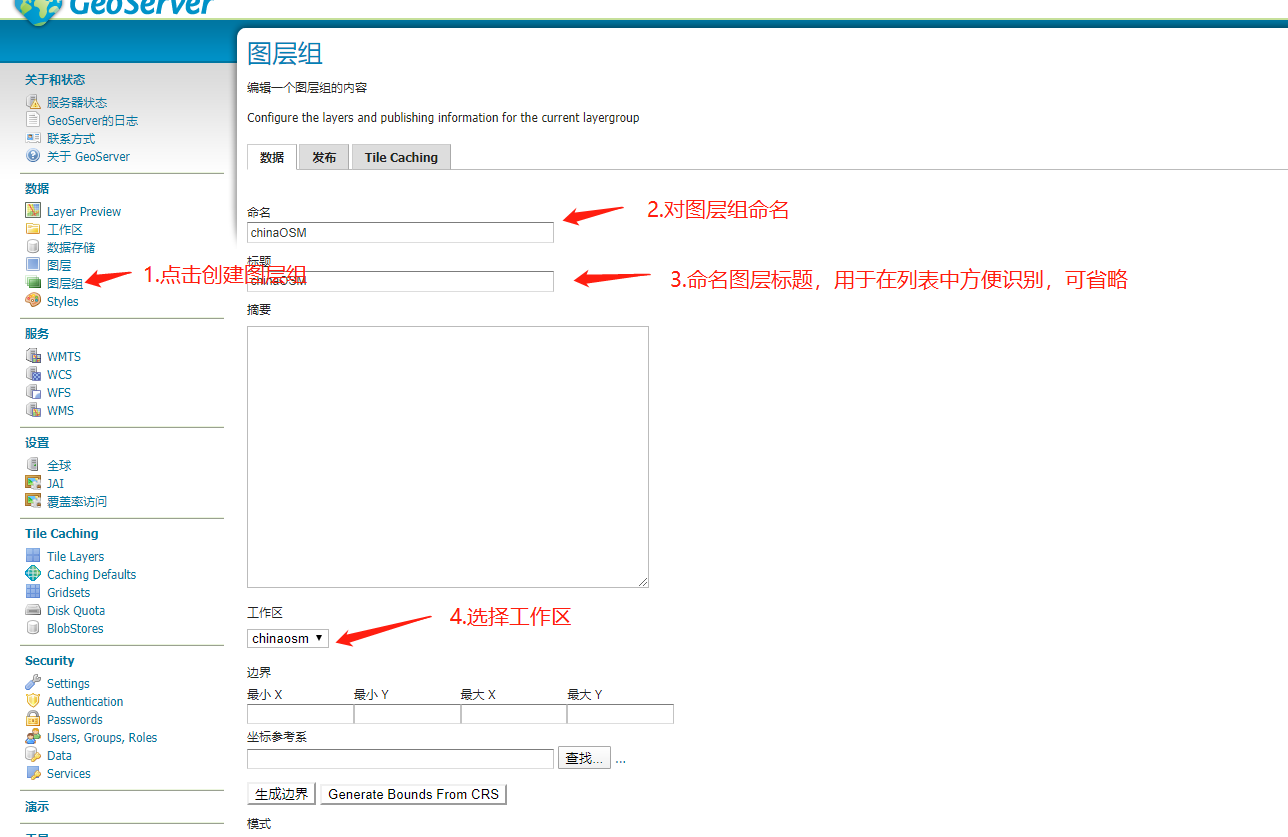 GeoServer
关于和状态
服务器状态
GeoServer的日志
联系方式
关于 GeoServer
数据
Layer Preview
工作区
数据存储
图层
图层组
Styles
服务
WMTS
WCS
WFS
WMS
设置
全球
JAI
覆盖率访问
Tile Caching
Tile Layers
Caching Defaults
Gridsets
Disk Quota
BlobStores
Security
Settings
Authentication
Passwords
Users, Groups, Roles
Data
Services
演示
图层组
编辑一个图层组的内容
Configure the layers and publishing information for the current layergroup
数据 发布 Tile Caching
命名
chinaOSM
2.对图层组命名
标题
1.点击创建图层组
chinaOSM
3.命名图层标题，用于在列表中方便识别，可省略
摘要
工作区
chinaosm
4.选择工作区
边界
最小 X 最小 Y 最大 X 最大 Y
坐标参考系
查找... ...
生成边界 Generate Bounds From CRS
模式